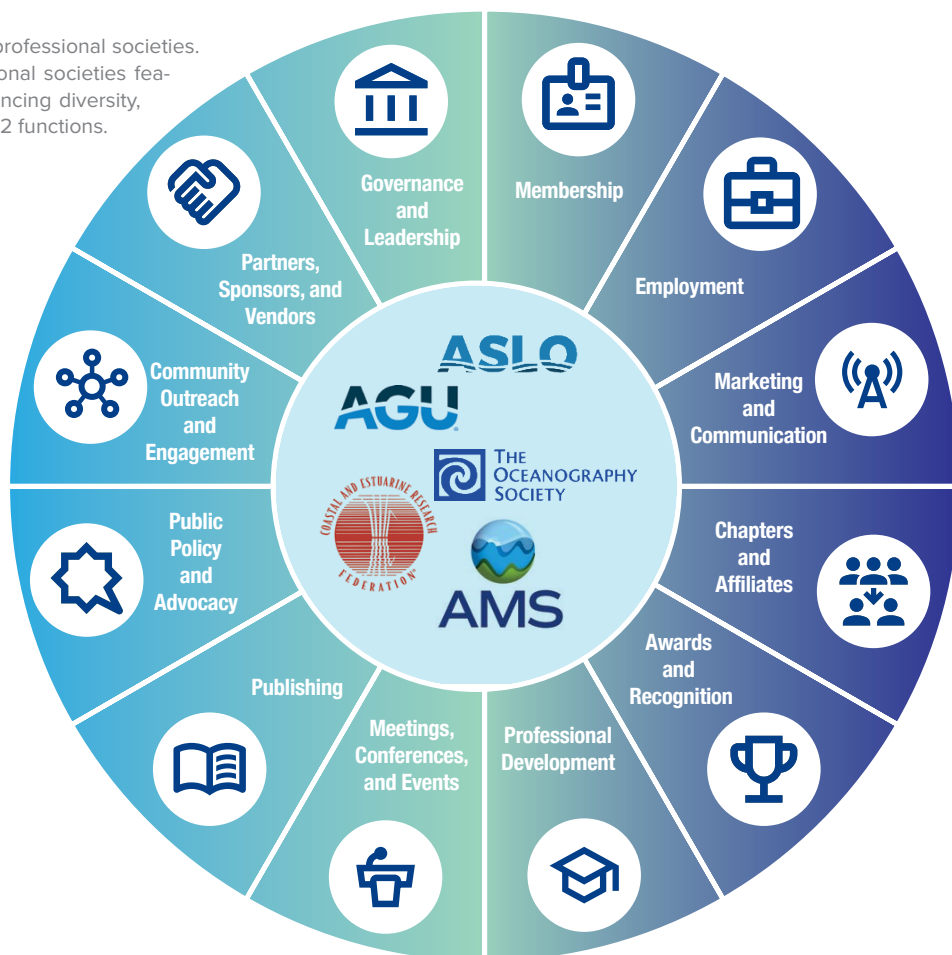 professional societies.
onal societies fea-
ncing diversity,
2 functions.
Governance
and
Leadership
Membership
Employment
Marketing
and
Communication
Chapters
and
Affiliates
Awards
and
Recognition
Professional
Development
Meetings,
Conferences,
and Events
Publishing
Public
Policy
and
Advocacy
Community
Outreach
and
Engagement
Partners,
Sponsors, and
Vendors
ASLO
AGU
THE
OCEANOGRAPHY
SOCIETY
COASTAL AND ESTUARINE RESEARCH
FEDERATION®
AMS